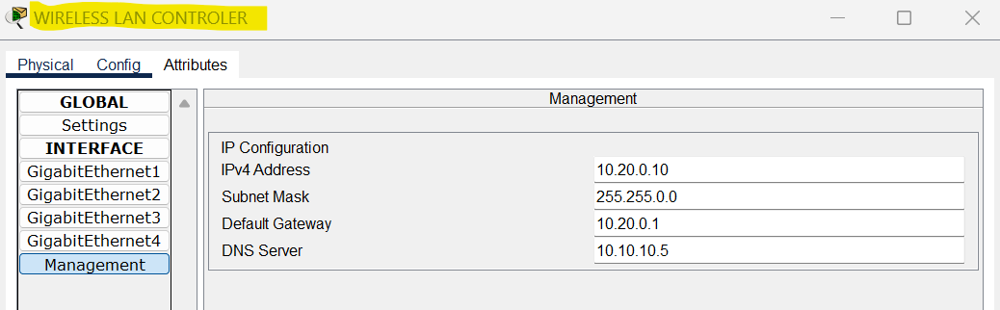 WIRELESS LAN CONTROLER
Physical Config Attributes
GLOBAL
Settings
INTERFACE
GigabitEthernet1
GigabitEthernet2
GigabitEthernet3
GigabitEthernet4
Management
Management
IP Configuration
IPv4 Address 10.20.0.10
Subnet Mask 255.255.0.0
Default Gateway 10.20.0.1
DNS Server 10.10.10.5